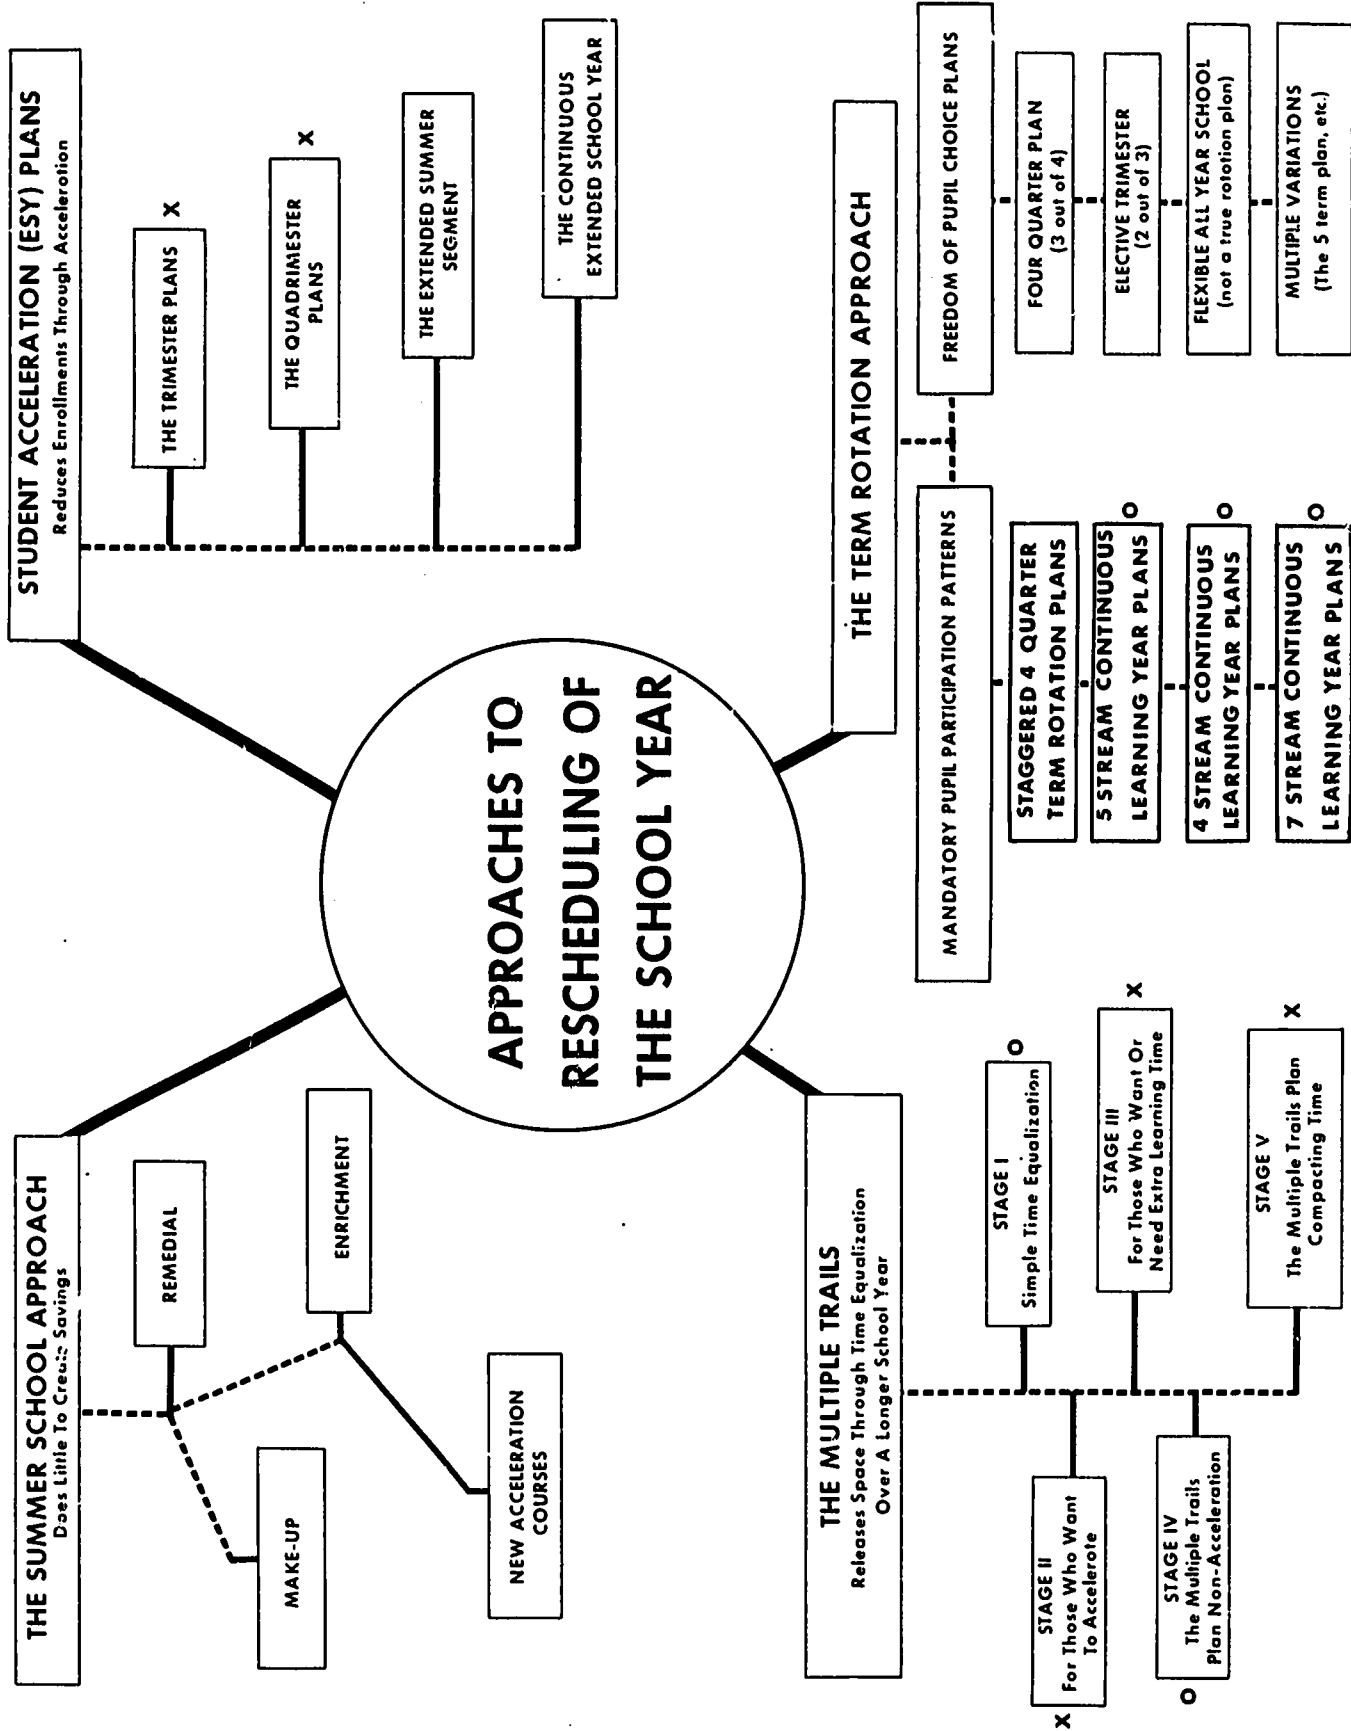 THE SUMMER SCHOOL APPROACH
Does Little To Create Savings
REMEDIAL
MAKE-UP
ENRICHMENT
NEW ACCELERATION
COURSES
STUDENT ACCELERATION (ESY) PLANS
Reduces Enrollments Through Acceleration
THE TRIMESTER PLANS X
THE QUADRIMESTER
PLANS
X
THE EXTENDED SUMMER
SEGMENT
THE CONTINUOUS
EXTENDED SCHOOL YEAR
APPROACHES TO
RESCHEDULING OF
THE SCHOOL YEAR
THE MULTIPLE TRAILS
Releases Space Through Time Equalization
Over A Longer School Year
STAGE I
Simple Time Equalization
O
STAGE II
For Those Who Want
To Accelerote
X
STAGE III
For Those Who Want Or
Need Extra Learning Time
X
STAGE IV
The Multiple Trails
Plan Non-Acceleration
O
STAGE V
The Multiple Trails Plan
Compacting Time
X
THE TERM ROTATION APPROACH
MANDATORY PUPIL PARTICIPATION PATTERNS
STAGGERED 4 QUARTER
TERM ROTATION PLANS
5 STREAM CONTINUOUS
LEARNING YEAR PLANS O
4 STREAM CONTINUOUS
LEARNING YEAR PLANS O
7 STREAM CONTINUOUS
LEARNING YEAR PLANS O
FREEDOM OF PUPIL CHOICE PLANS
FOUR QUARTER PLAN
(3 out of 4)
ELECTIVE TRIMESTER
(2 out of 3)
FLEXIBLE ALL YEAR SCHOOL
(not a true rotation plan)
MULTIPLE VARIATIONS
(The 5 term plan, etc.)